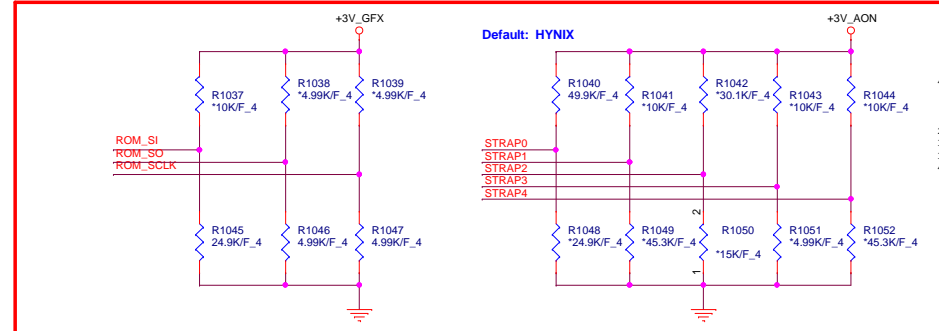 +3V_GFX
+3V_AON
Default: HYNIX
R1037
*10K/F_4
R1038
*4.99K/F_4
R1039
*4.99K/F_4
R1040
49.9K/F_4
R1041
*10K/F_4
R1042
*30.1K/F_4
R1043
*10K/F_4
R1044
*10K/F_4
ROM_SI
ROM_SO
ROM_SCLK
STRAP0
STRAP1
STRAP2
STRAP3
STRAP4
R1045
24.9K/F_4
R1046
4.99K/F_4
R1047
4.99K/F_4
R1048
*24.9K/F_4
R1049
*45.3K/F_4
2
R1050
*15K/F_4
1
R1051
*4.99K/F_4
R1052
*45.3K/F_4